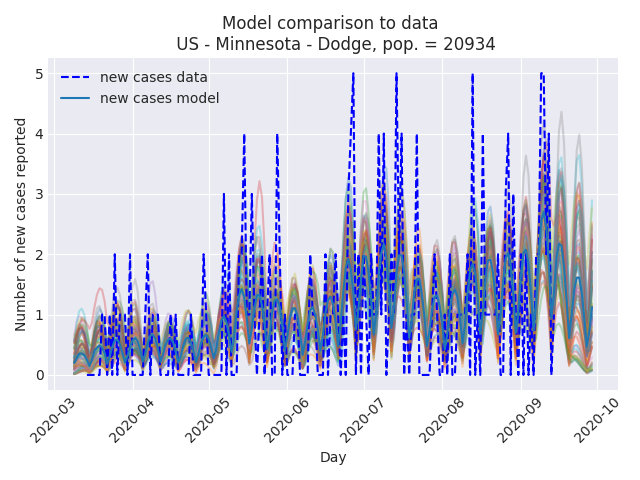 Model comparison to data
US - Minnesota - Dodge, pop. = 20934
new cases data
new cases model
Number of new cases reported
5
4
3
2
1
0
2020-03
2020-04
2020-05
2020-06
2020-07
2020-08
2020-09
2020-10
Day